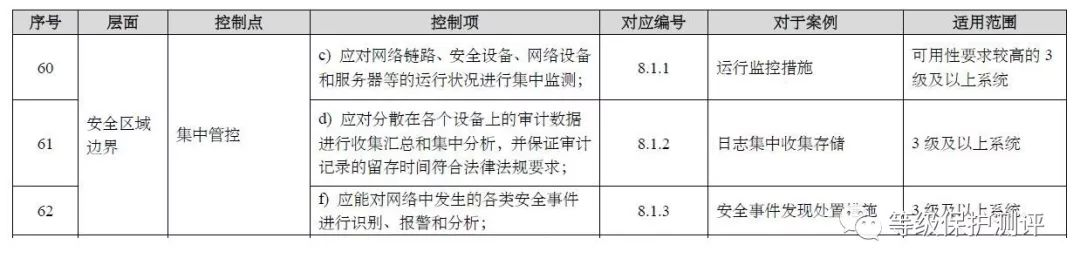 序号 层面 控制点 控制项 对应编号 对于案例 适用范围
60
c) 应对网络链路、安全设备、网络设备
和服务器等的运行状况进行集中监测；
8.1.1
运行监控措施
可用性要求较高的 3
级及以上系统
安全区域
边界
集中管控
61
d) 应对分散在各个设备上的审计数据
进行收集汇总和集中分析，并保证审计
记录的留存时间符合法律法规要求；
8.1.2
日志集中收集存储
3 级及以上系统
62
f) 应能对网络中发生的各类安全事件
进行识别、报警和分析；
8.1.3
安全事件发现处置措施
3 级及以上系统
等级保护测评